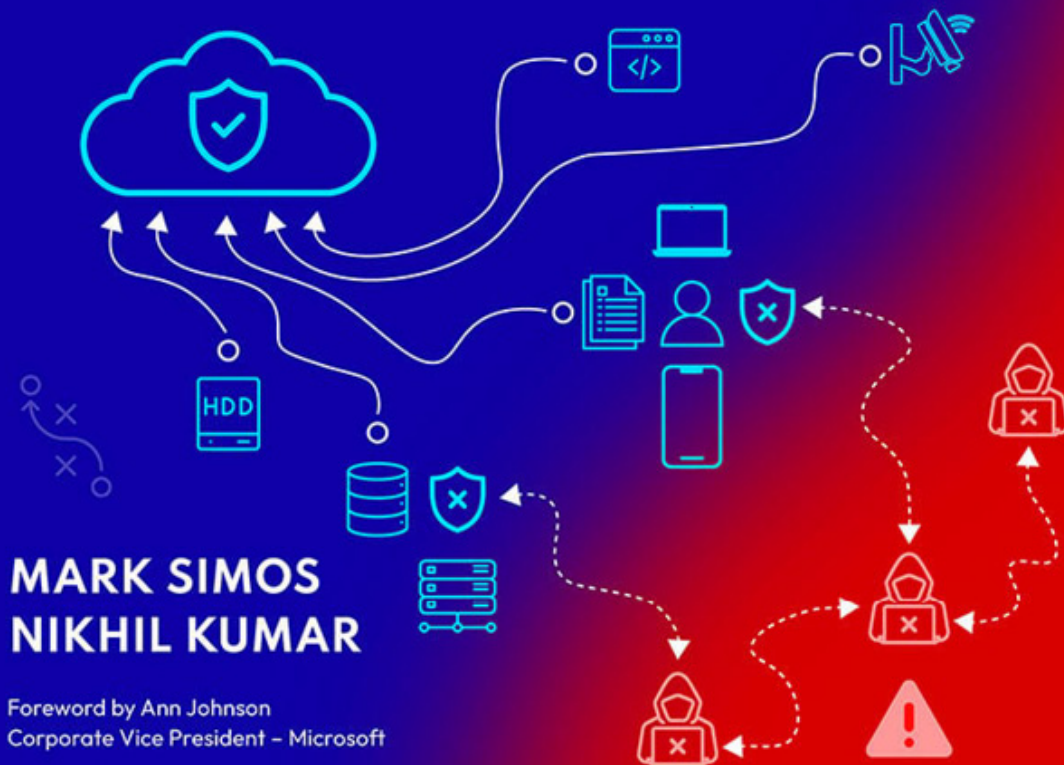 </>
HDD
MARK SIMOS
NIKHIL KUMAR
Foreword by Ann Johnson
Corporate Vice President – Microsoft